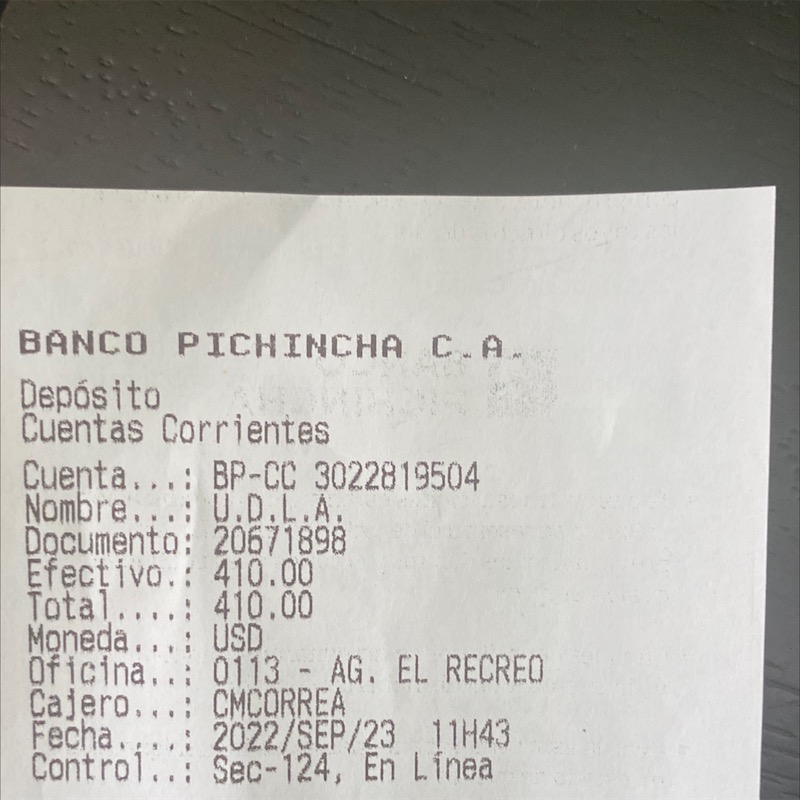 BANCO PICHINCHA C.A.
Depósito
Cuentas Corrientes
Cuenta...: BP-CC 3022819504
Nombre...: U.D.L.A.
Documento: 20671898
Efectivo.: 410.00
Total....: 410.00
Moneda...: USD
Oficina..: 0113 - AG. EL RECREO
Cajero...: CMCORREA
Fecha....: 2022/SEP/23 11H43
Control..: Sec-124, En Línea